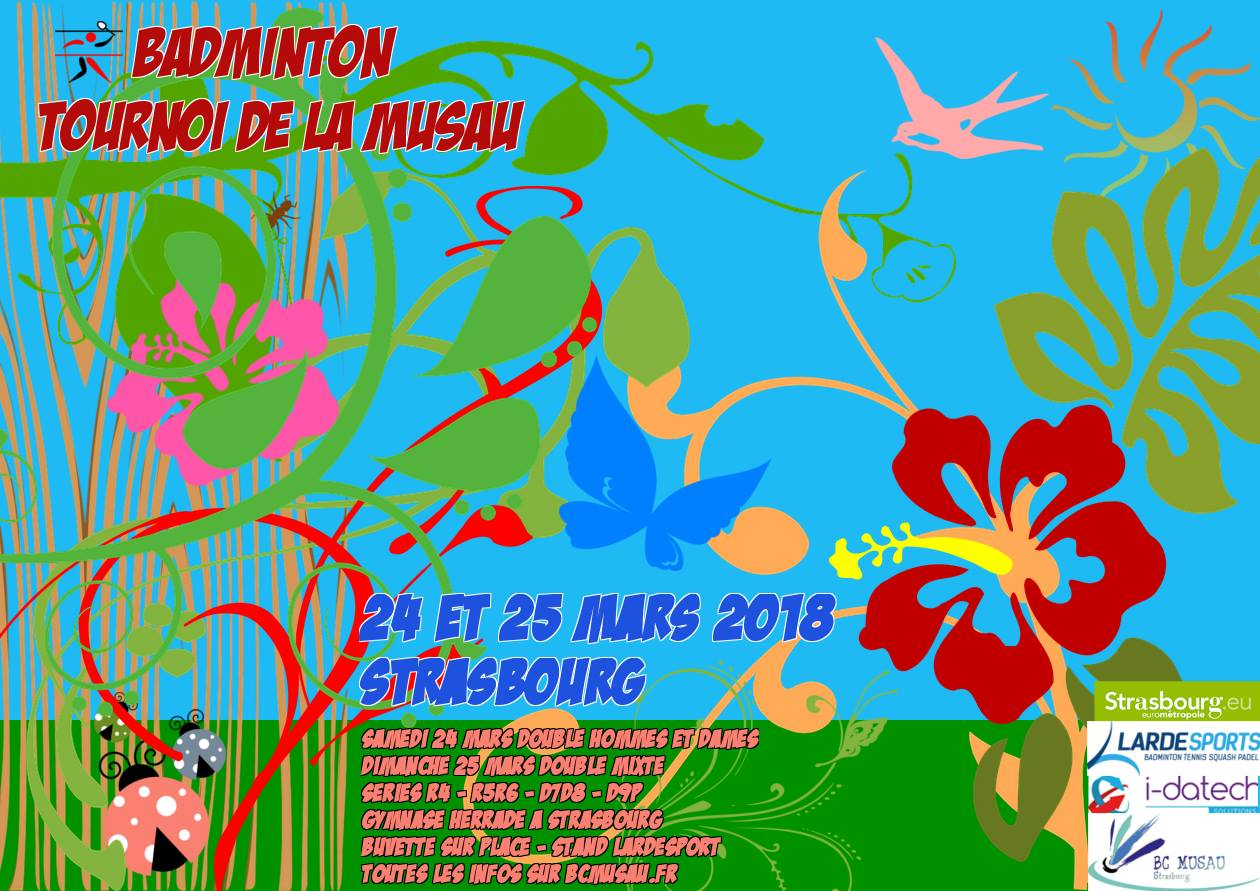 BADMINTON
TOURNOI DE LA MUSAU
24 ET 25 MARS 2018
STRASBOURG
SAMEDI 24 MARS DOUBLE HOMMES ET DAMES
DIMANCHE 25 MARS DOUBLE MIXTE
SERIES R4 - R5R6 - D7D8 - D9P
GYMNASE HERRADE A STRASBOURG
BUVETTE SUR PLACE - STAND LARDESPORT
TOUTES LES INFOS SUR BCMUSAU.FR
Strasbourg.eu
eurométropole
LARDESPORTS
BADMINTON TENNIS SQUASH PADEL
i-datech
SOLUTIONS
BC MUSAU
Strasbourg